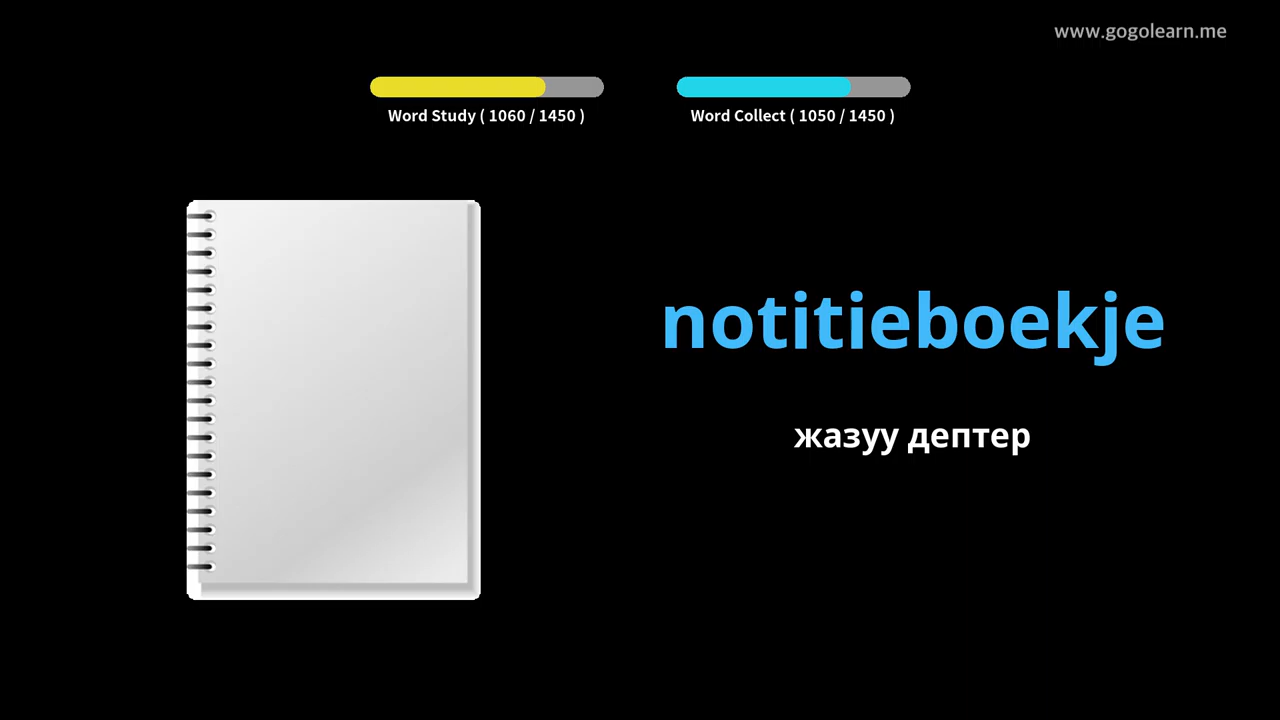 www.gogolearn.me
Word Study ( 1060 / 1450 )
Word Collect ( 1050 / 1450 )
notitieboekje
жазуу дептер